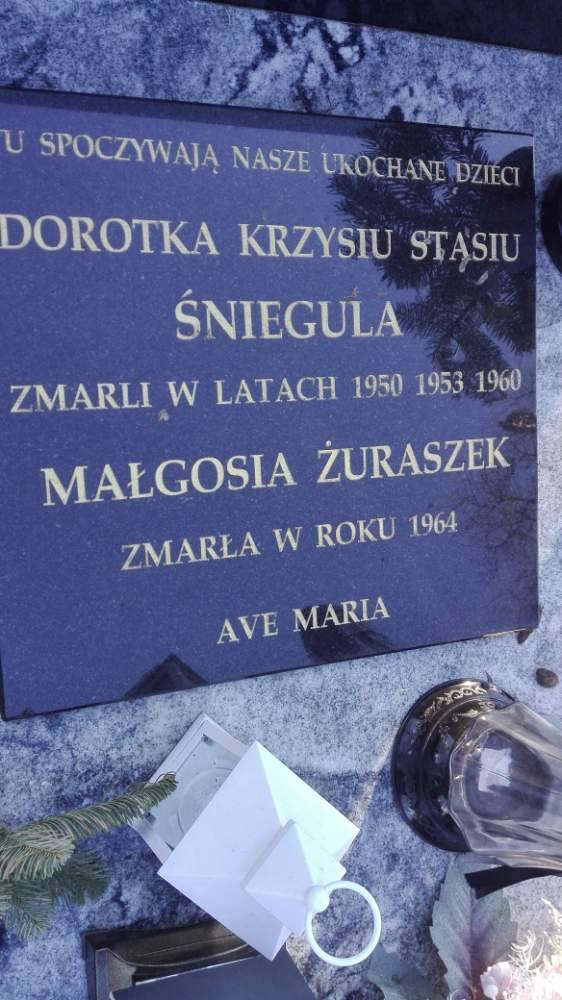 TU SPOCZYWAJĄ NASZE UKOCHANE DZIECI
DOROTKA KRZYSIU STASIU
ŚNIEGULA
ZMARLI W LATACH 1950 1953 1960
MAŁGOSIA ŻURASZEK
ZMARŁA W ROKU 1964
AVE MARIA